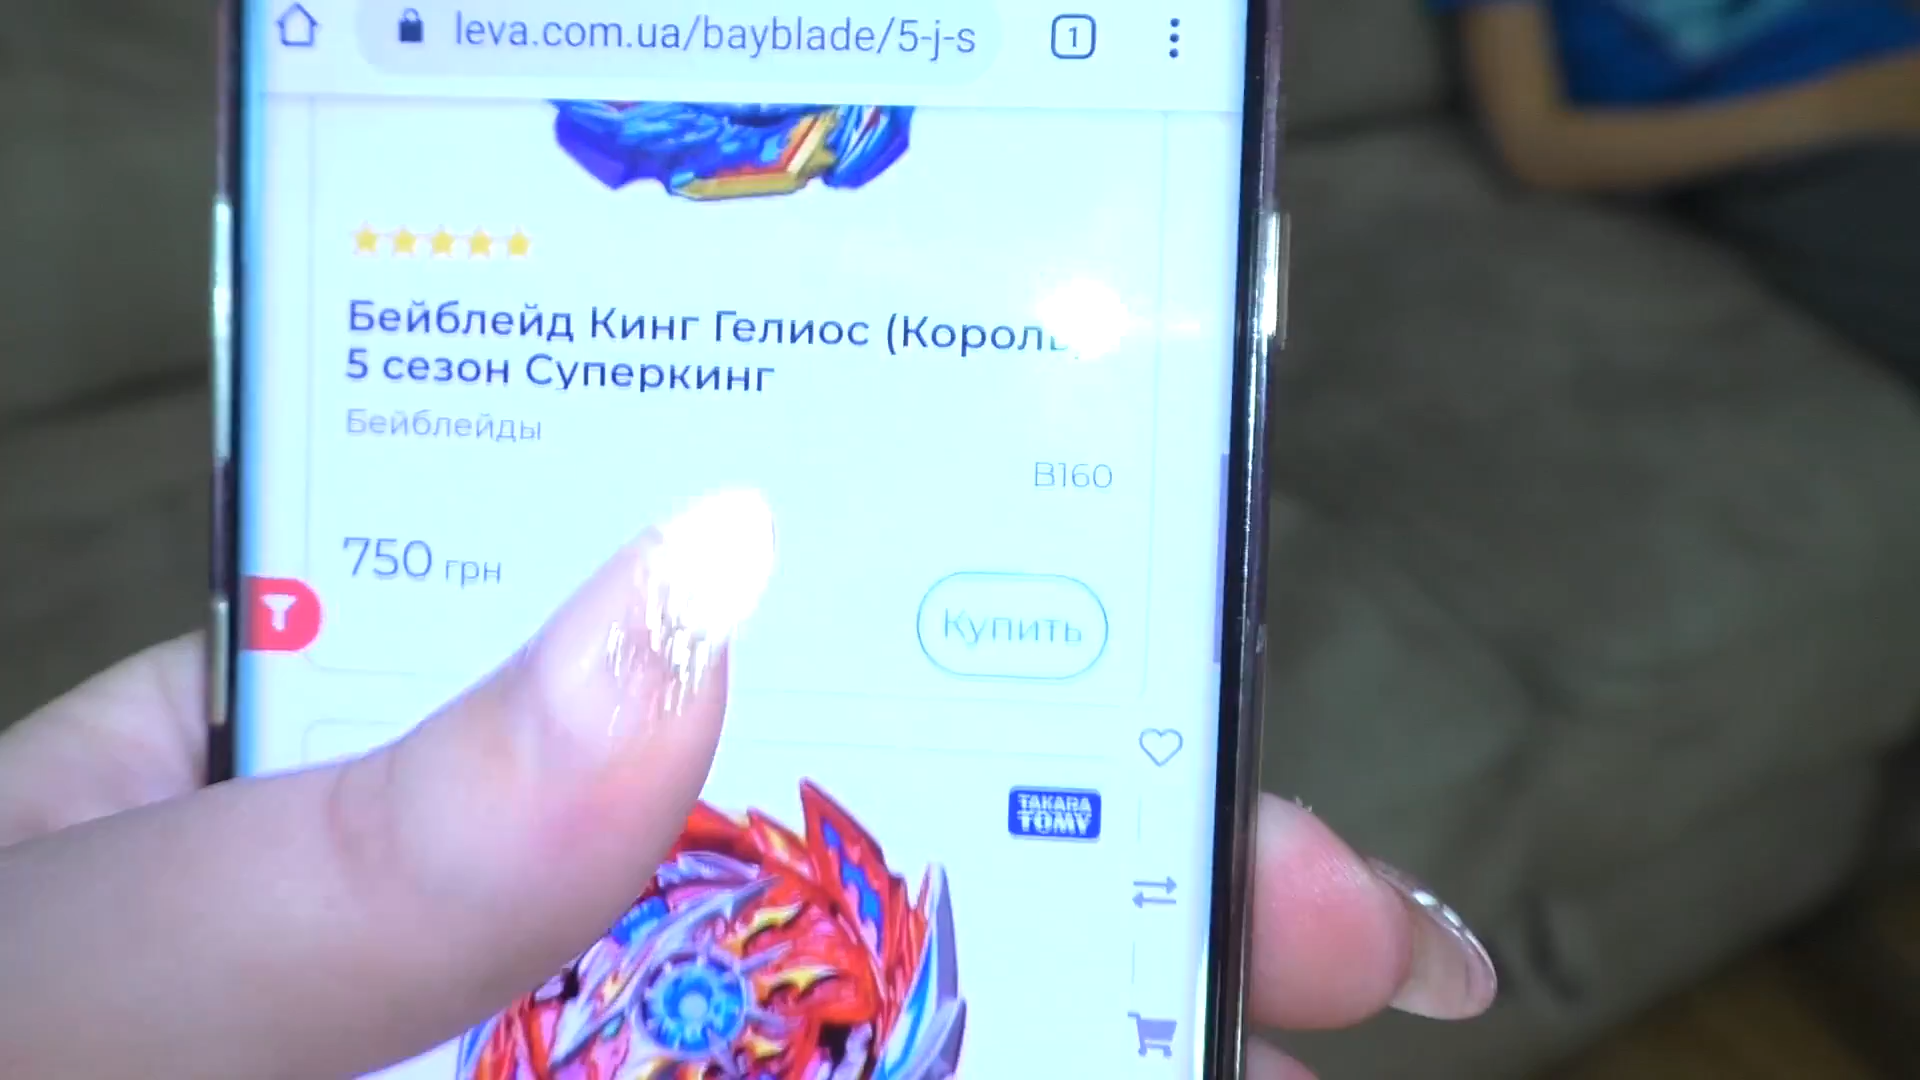 leva.com.ua/bayblade/5-j-s
1
Бейблейд Кинг Гелиос (Король)
5 сезон Суперкинг
Бейблейды
B160
750 грн
Купить
TAKARA
TOMY